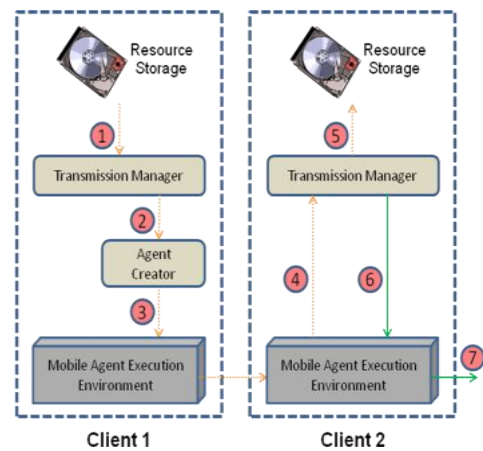 Resource
Storage
1
Transmission Manager
2
Agent
Creator
3
Mobile Agent Execution
Environment
Client 1
Resource
Storage
5
Transmission Manager
4
6
Mobile Agent Execution
Environment
7
Client 2